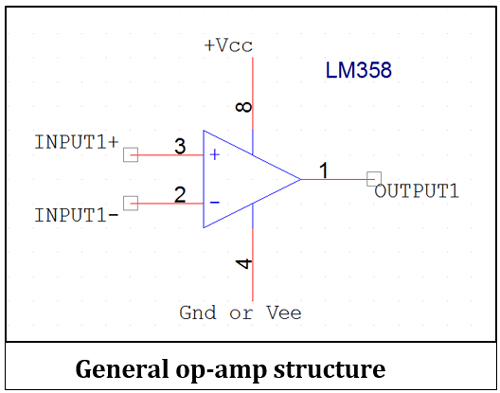 +Vcc
LM358
8
INPUT1+
3
+
1
OUTPUT1
2
-
INPUT1-
4
Gnd or Vee
General op-amp structure